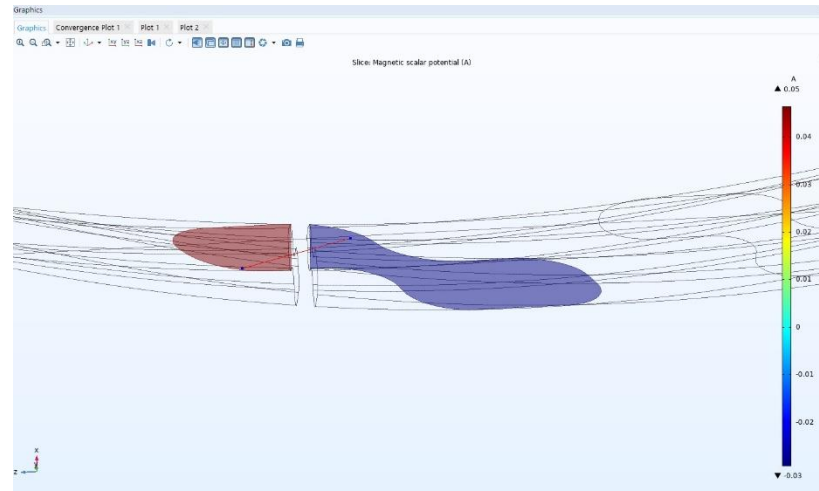 Graphics
Graphics Convergence Plot 1 Plot 1 Plot 2
Slice: Magnetic scalar potential (A)
A
▲ 0.05
0.04
0.03
0.02
0.01
0
-0.01
-0.02
▼ -0.03
x
z